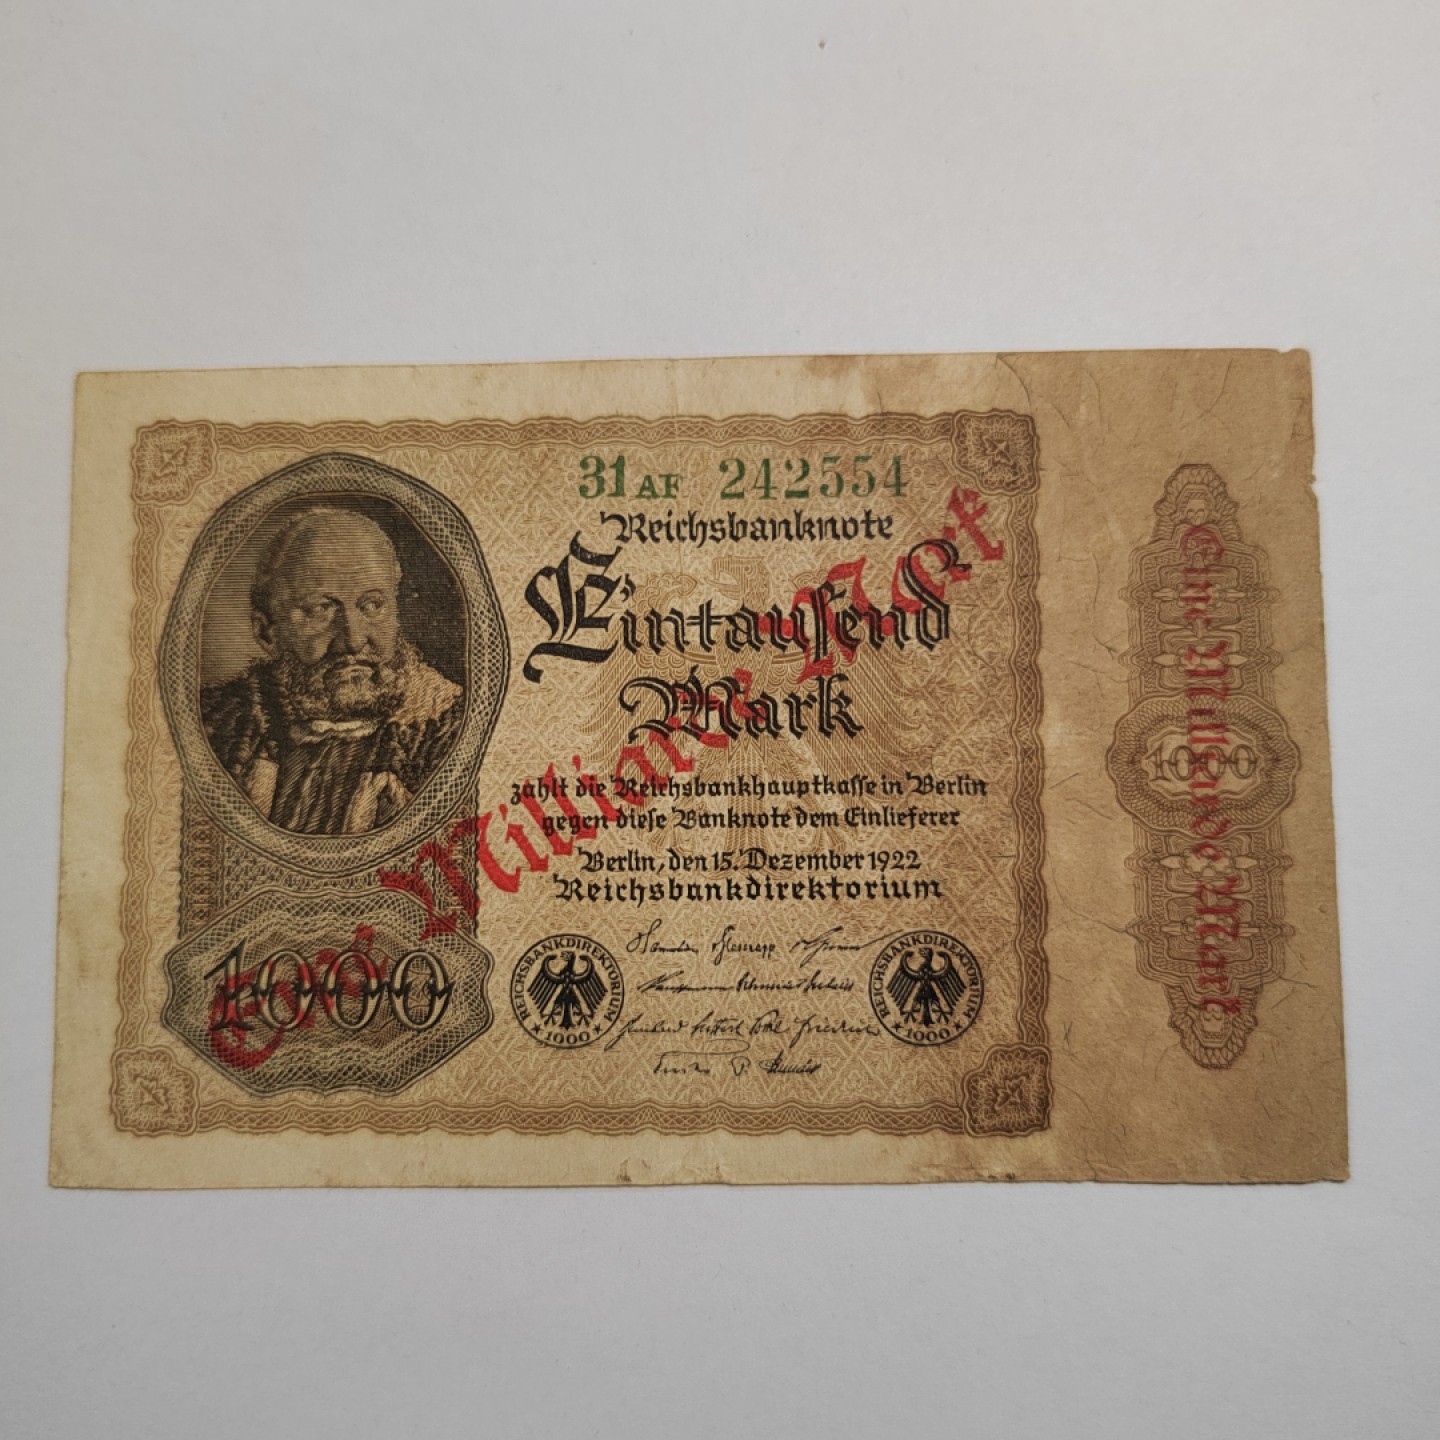 31 AF 242554
Reichsbanknote
Eintausend
Mark
zahlt die Reichsbankhauptkasse in Berlin
gegen diese Banknote dem Einlieferer
Berlin, den 15. Dezember 1922
Reichsbankdirektorium
Eine Milliarde Mark
1000
REICHSBANKDIREKTORIUM
1000
REICHSBANKDIREKTORIUM
1000
1000
Eine Milliarde Mark